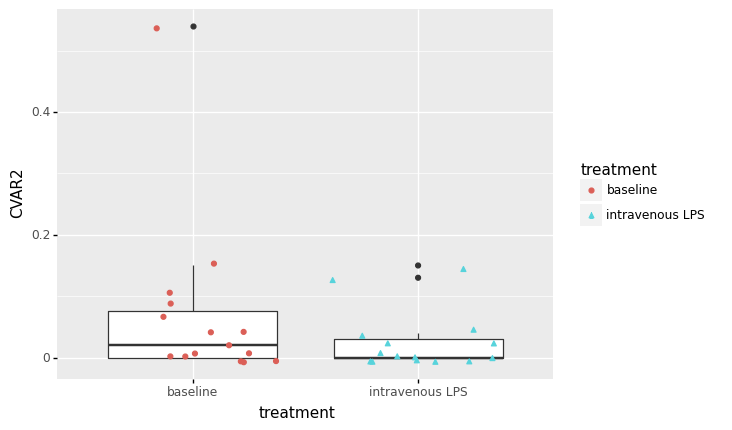 0.4
0.2
0
CVAR2
baseline
intravenous LPS
treatment
treatment
baseline
intravenous LPS